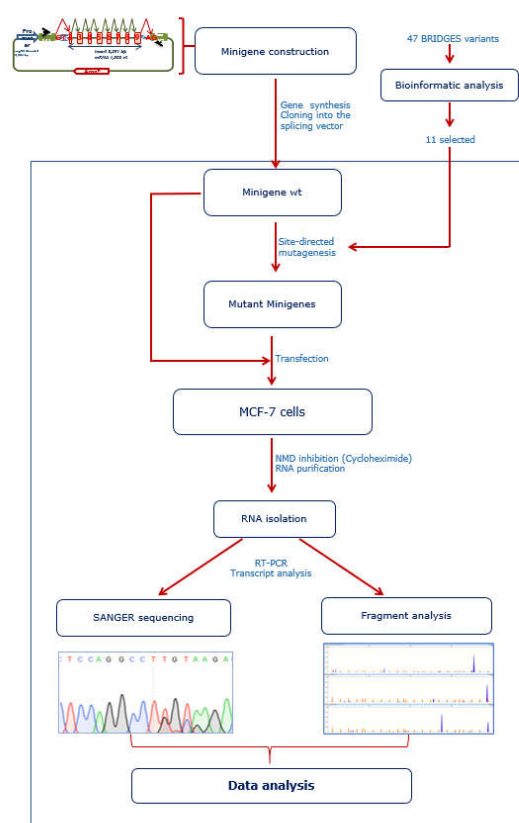 Minigene construction
47 BRIDGES variants
Bioinformatic analysis
Gene synthesis
Cloning into the
splicing vector
11 selected
Minigene wt
Site-directed
mutagenesis
Mutant Minigenes
Transfection
MCF-7 cells
NMD inhibition (Cycloheximide)
RNA purification
RNA isolation
RT-PCR
Transcript analysis
SANGER sequencing
Fragment analysis
T C C A G G C C T T G T A A G A
Data analysis